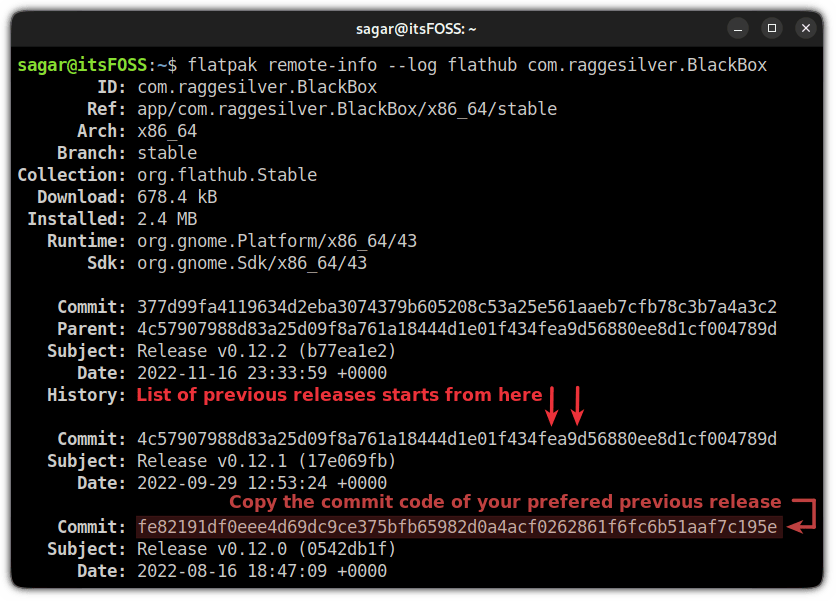 sagar@itsFOSS: ~
sagar@itsFOSS:~$ flatpak remote-info --log flathub com.raggesilver.BlackBox
ID: com.raggesilver.BlackBox
Ref: app/com.raggesilver.BlackBox/x86_64/stable
Arch: x86_64
Branch: stable
Collection: org.flathub.Stable
Download: 678.4 kB
Installed: 2.4 MB
Runtime: org.gnome.Platform/x86_64/43
Sdk: org.gnome.Sdk/x86_64/43
Commit: 377d99fa4119634d2eba3074379b605208c53a25e561aaeb7cfb78c3b7a4a3c2
Parent: 4c57907988d83a25d09f8a761a18444d1e01f434fea9d56880ee8d1cf004789d
Subject: Release v0.12.2 (b77ea1e2)
Date: 2022-11-16 23:33:59 +0000
History: List of previous releases starts from here
Commit: 4c57907988d83a25d09f8a761a18444d1e01f434fea9d56880ee8d1cf004789d
Subject: Release v0.12.1 (17e069fb)
Date: 2022-09-29 12:53:24 +0000
Copy the commit code of your prefered previous release
Commit: fe82191df0eee4d69dc9ce375bfb65982d0a4acf0262861f6fc6b51aaf7c195e
Subject: Release v0.12.0 (0542db1f)
Date: 2022-08-16 18:47:09 +0000